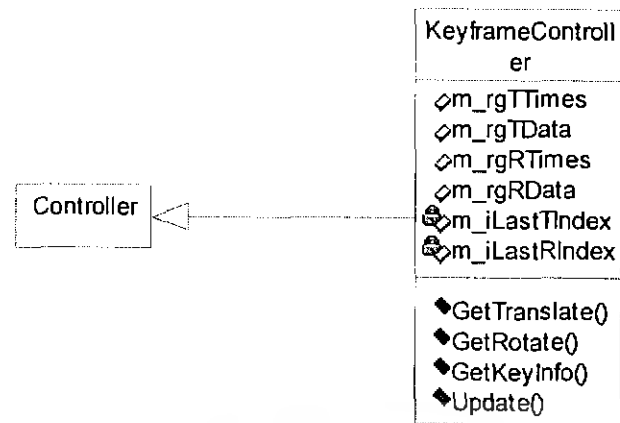 KeyframeControll
er
m_rgTTimes
m_rgTData
m_rgRTimes
m_rgRData
m_iLastTIndex
m_iLastRIndex
GetTranslate()
GetRotate()
GetKeyInfo()
Update()
Controller